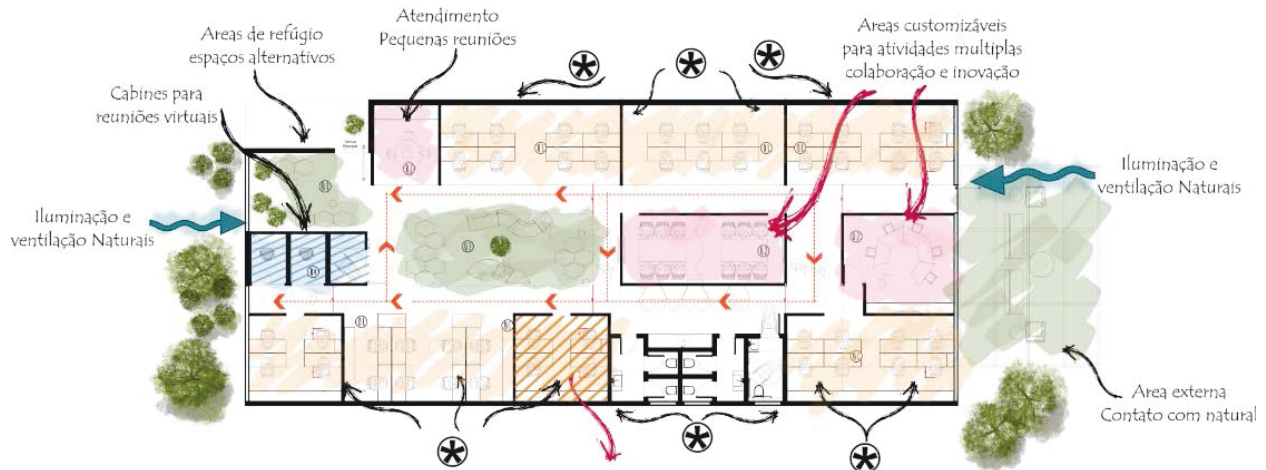 Areas de refúgio
espaços alternativos
Atendimento
Pequenas reuniões
Areas customizáveis
para atividades multiplas
colaboração e inovação
Cabines para
reuniões virtuais
Iluminação e
ventilação Naturais
Iluminação e
ventilação Naturais
Area externa
Contato com natural